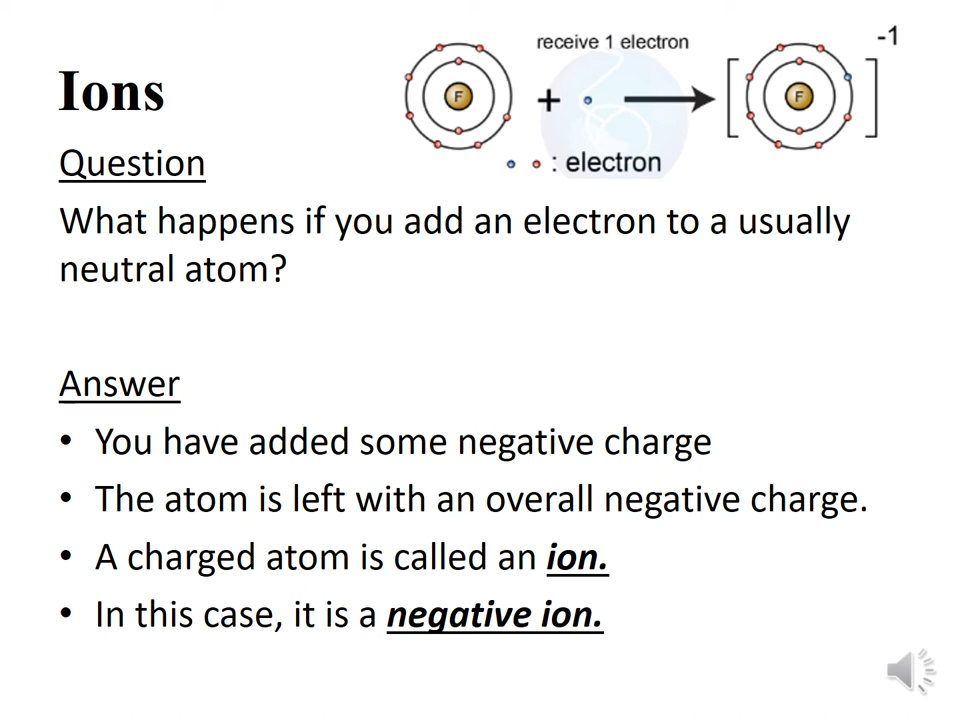 Ions
receive 1 electron
-1
F
+
F
: electron
Question
What happens if you add an electron to a usually
neutral atom?
Answer
• You have added some negative charge
• The atom is left with an overall negative charge.
• A charged atom is called an ion.
• In this case, it is a negative ion.